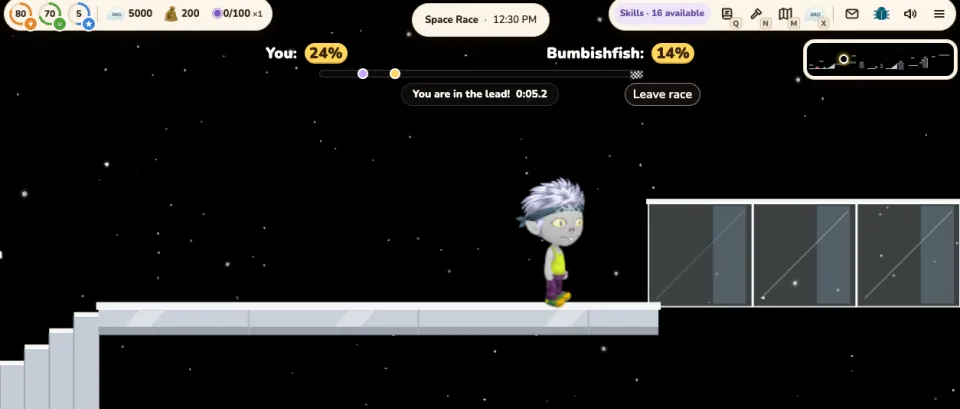 80 70 5 5000 200 0/100 ×1
Space Race · 12:30 PM
Skills · 16 available
Q N M X
You: 24%
Bumbishfish: 14%
You are in the lead! 0:05.2
Leave race